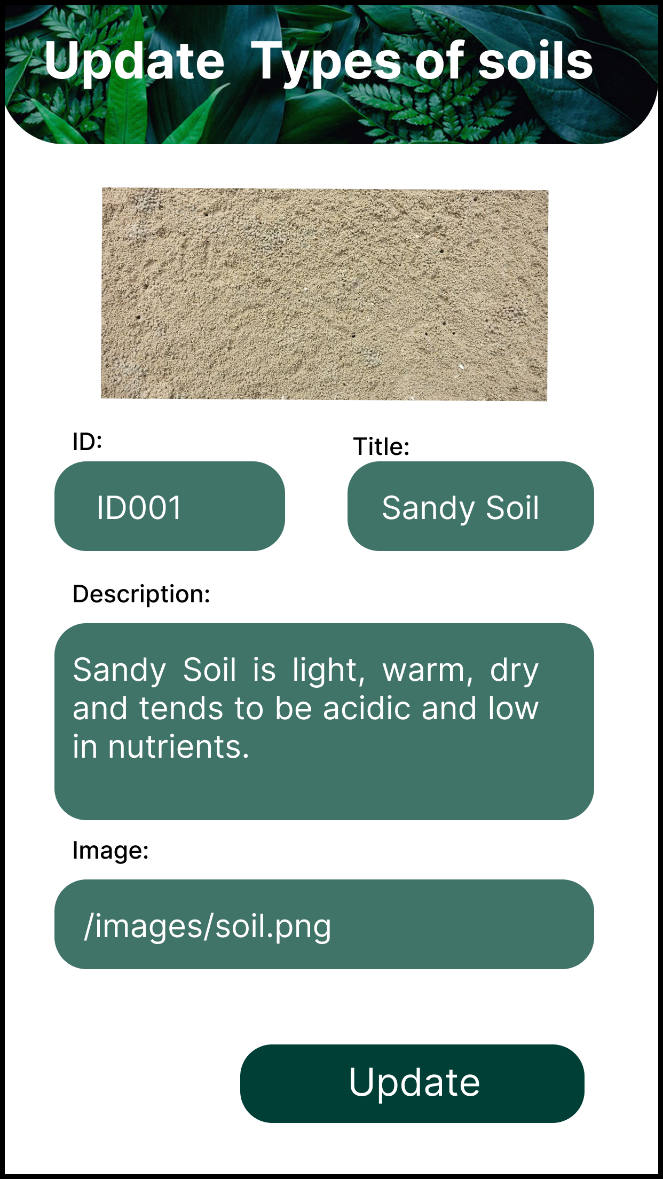 Update Types of soils
ID:
Title:
ID001
Sandy Soil
Description:
Sandy Soil is light, warm, dry
and tends to be acidic and low
in nutrients.
Image:
/images/soil.png
Update